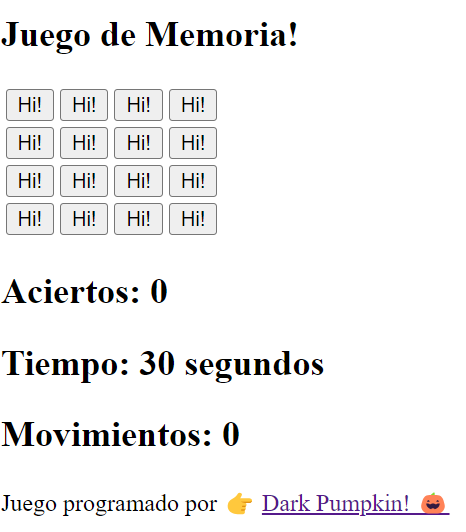 Juego de Memoria!
Hi! Hi! Hi! Hi!
Hi! Hi! Hi! Hi!
Hi! Hi! Hi! Hi!
Hi! Hi! Hi! Hi!
Aciertos: 0
Tiempo: 30 segundos
Movimientos: 0
Juego programado por 👉 Dark Pumpkin! 🎃